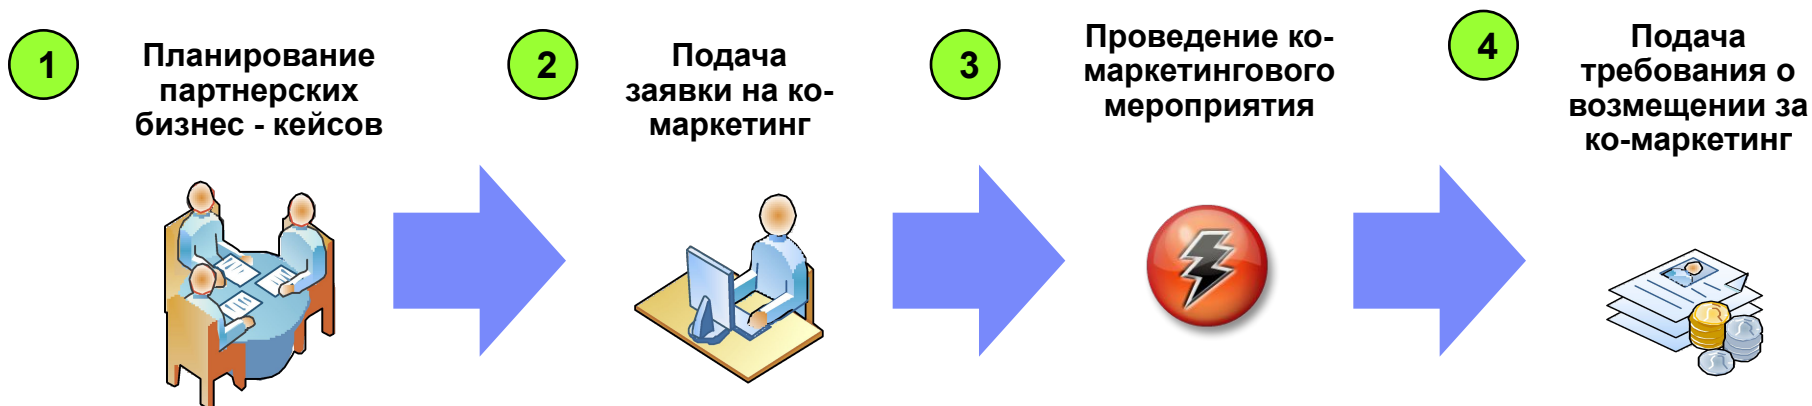 1
Планирование
партнерских
бизнес - кейсов
2
Подача
заявки на ко-
маркетинг
3
Проведение ко-
маркетингового
мероприятия
4
Подача
требования о
возмещении за
ко-маркетинг